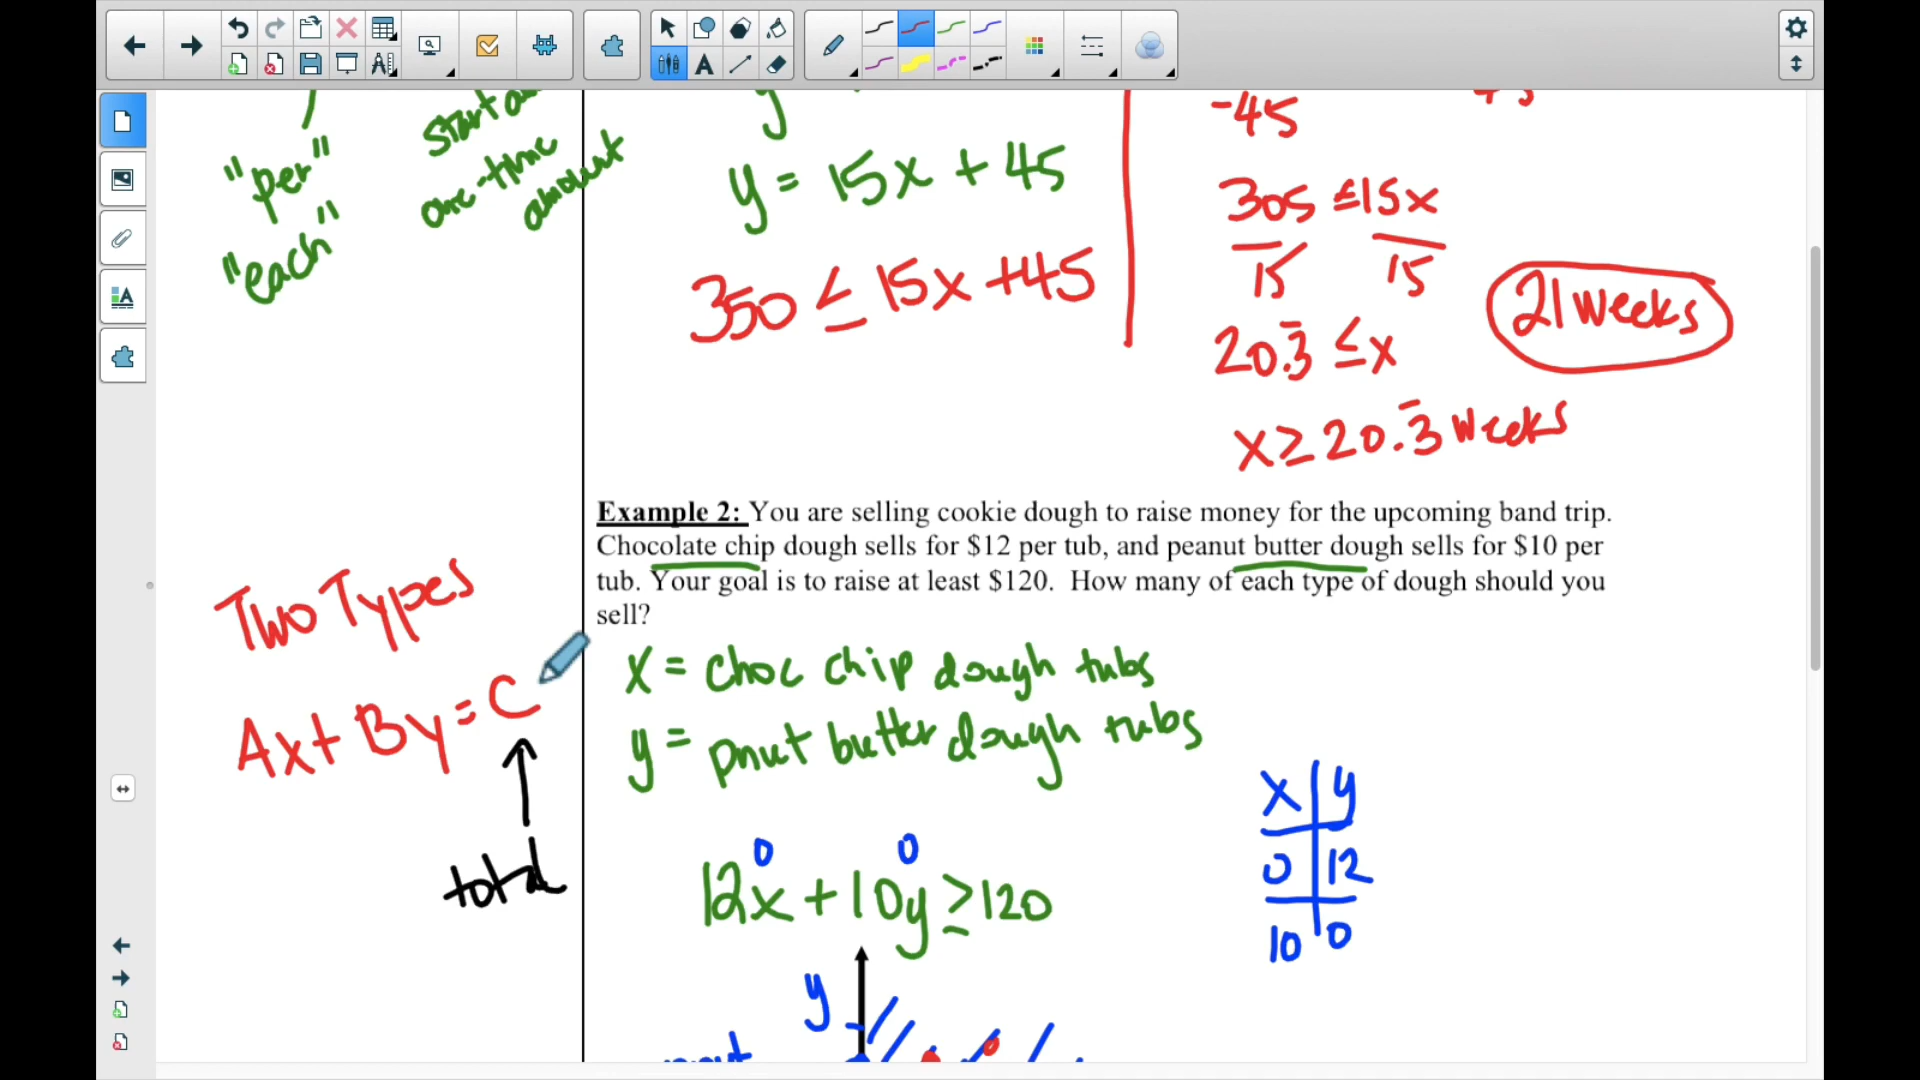 "per"
"each"
start
one-time
amount
y
y = 15x + 45
350 ≤ 15x + 45
-45
305 ≤ 15x
15 15
20.3̅ ≤ x
x ≥ 20.3̅ weeks
21 weeks
Example 2: You are selling cookie dough to raise money for the upcoming band trip.
Chocolate chip dough sells for $12 per tub, and peanut butter dough sells for $10 per
tub. Your goal is to raise at least $120. How many of each type of dough should you
sell?
Two Types
Ax + By = C
total
x = choc chip dough tubs
y = pnut butter dough tubs
0 0
12x + 10y ≥ 120
x y
0 12
10 0
y